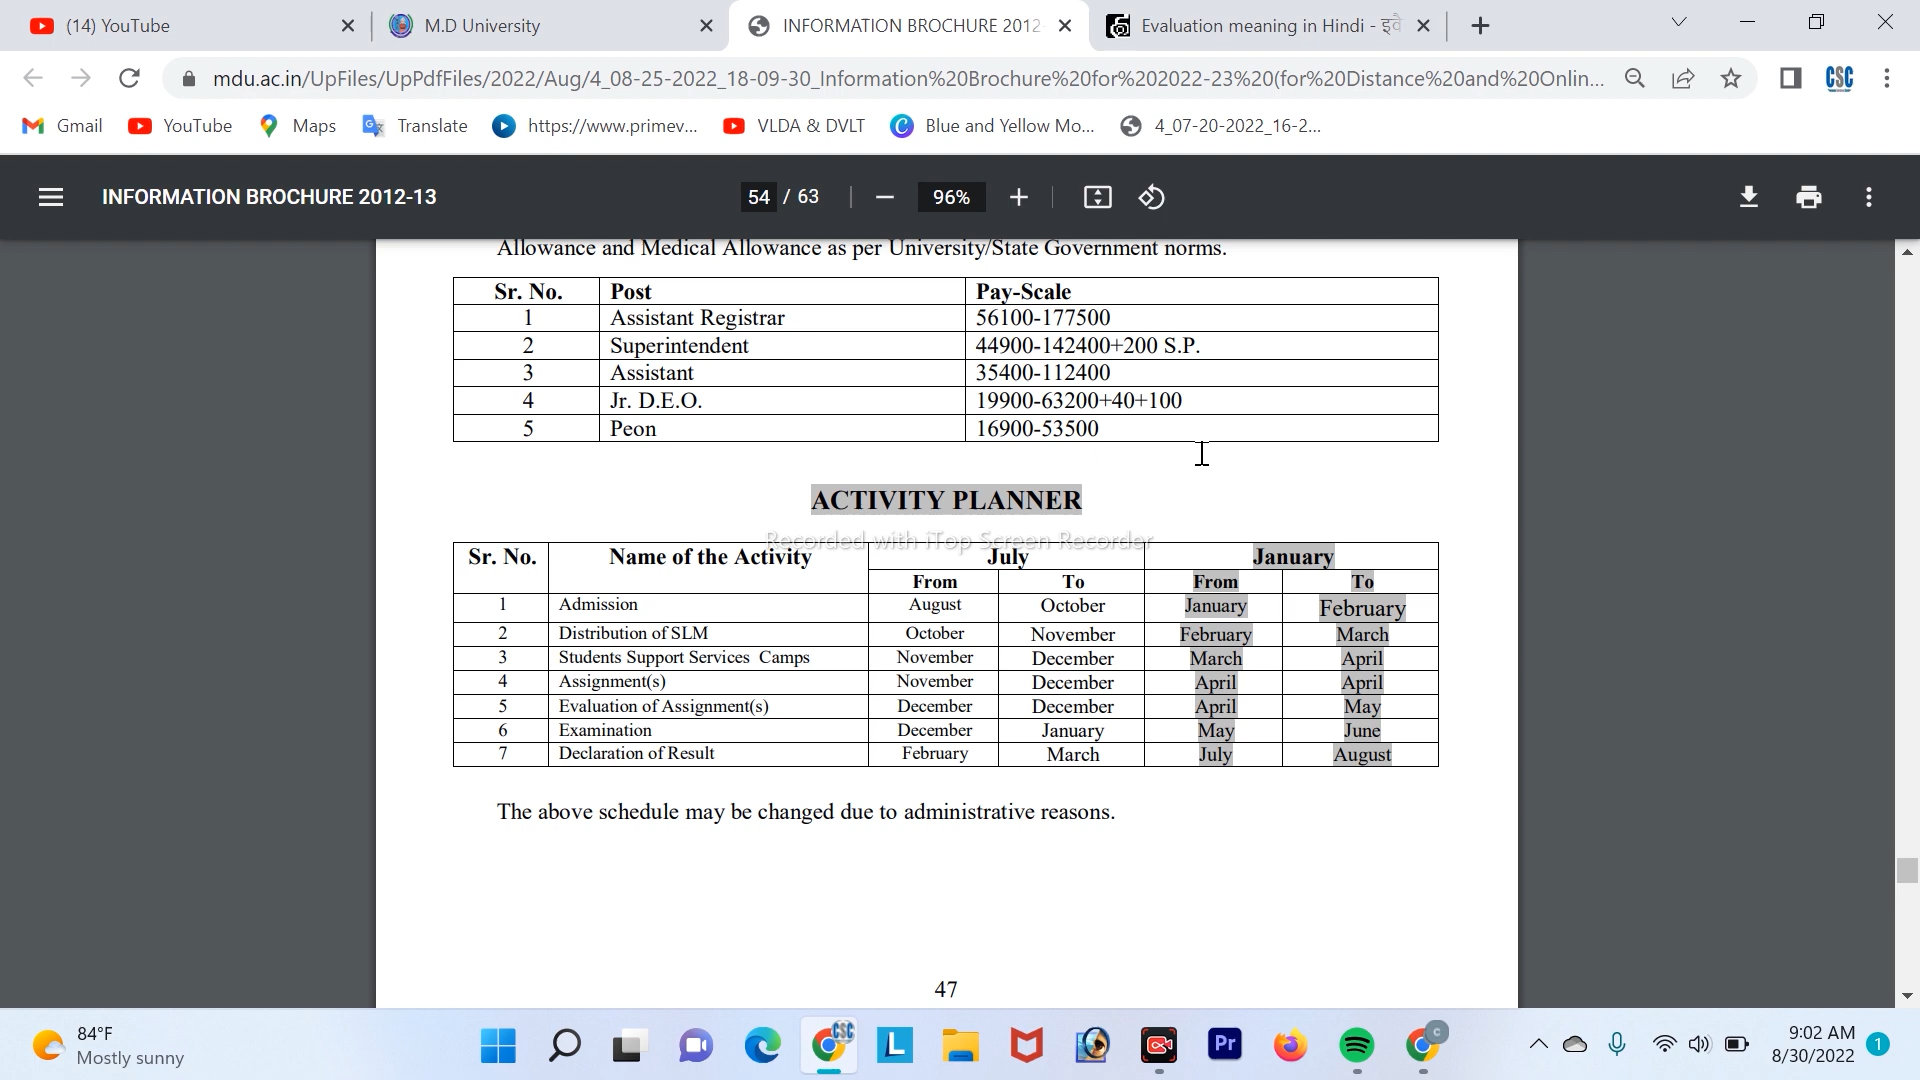 (14) YouTube
M.D University
INFORMATION BROCHURE 2012-
Evaluation meaning in Hindi - इवै
mdu.ac.in/UpFiles/UpPdfFiles/2022/Aug/4_08-25-2022_18-09-30_Information%20Brochure%20for%202022-23%20(for%20Distance%20and%20Onlin...
CSC
Gmail
YouTube
Maps
Translate
https://www.primev...
VLDA & DVLT
Blue and Yellow Mo...
4_07-20-2022_16-2...
INFORMATION BROCHURE 2012-13
54 / 63
96%
Allowance and Medical Allowance as per University/State Government norms.
Sr. No. Post Pay-Scale
1 Assistant Registrar 56100-177500
2 Superintendent 44900-142400+200 S.P.
3 Assistant 35400-112400
4 Jr. D.E.O. 19900-63200+40+100
5 Peon 16900-53500
ACTIVITY PLANNER
Recorded with iTop Screen Recorder
Sr. No. Name of the Activity July January
From To From To
1 Admission August October January February
2 Distribution of SLM October November February March
3 Students Support Services Camps November December March April
4 Assignment(s) November December April April
5 Evaluation of Assignment(s) December December April May
6 Examination December January May June
7 Declaration of Result February March July August
The above schedule may be changed due to administrative reasons.
47
84°F
Mostly sunny
CSC
L
Pr
C
9:02 AM
8/30/2022
1